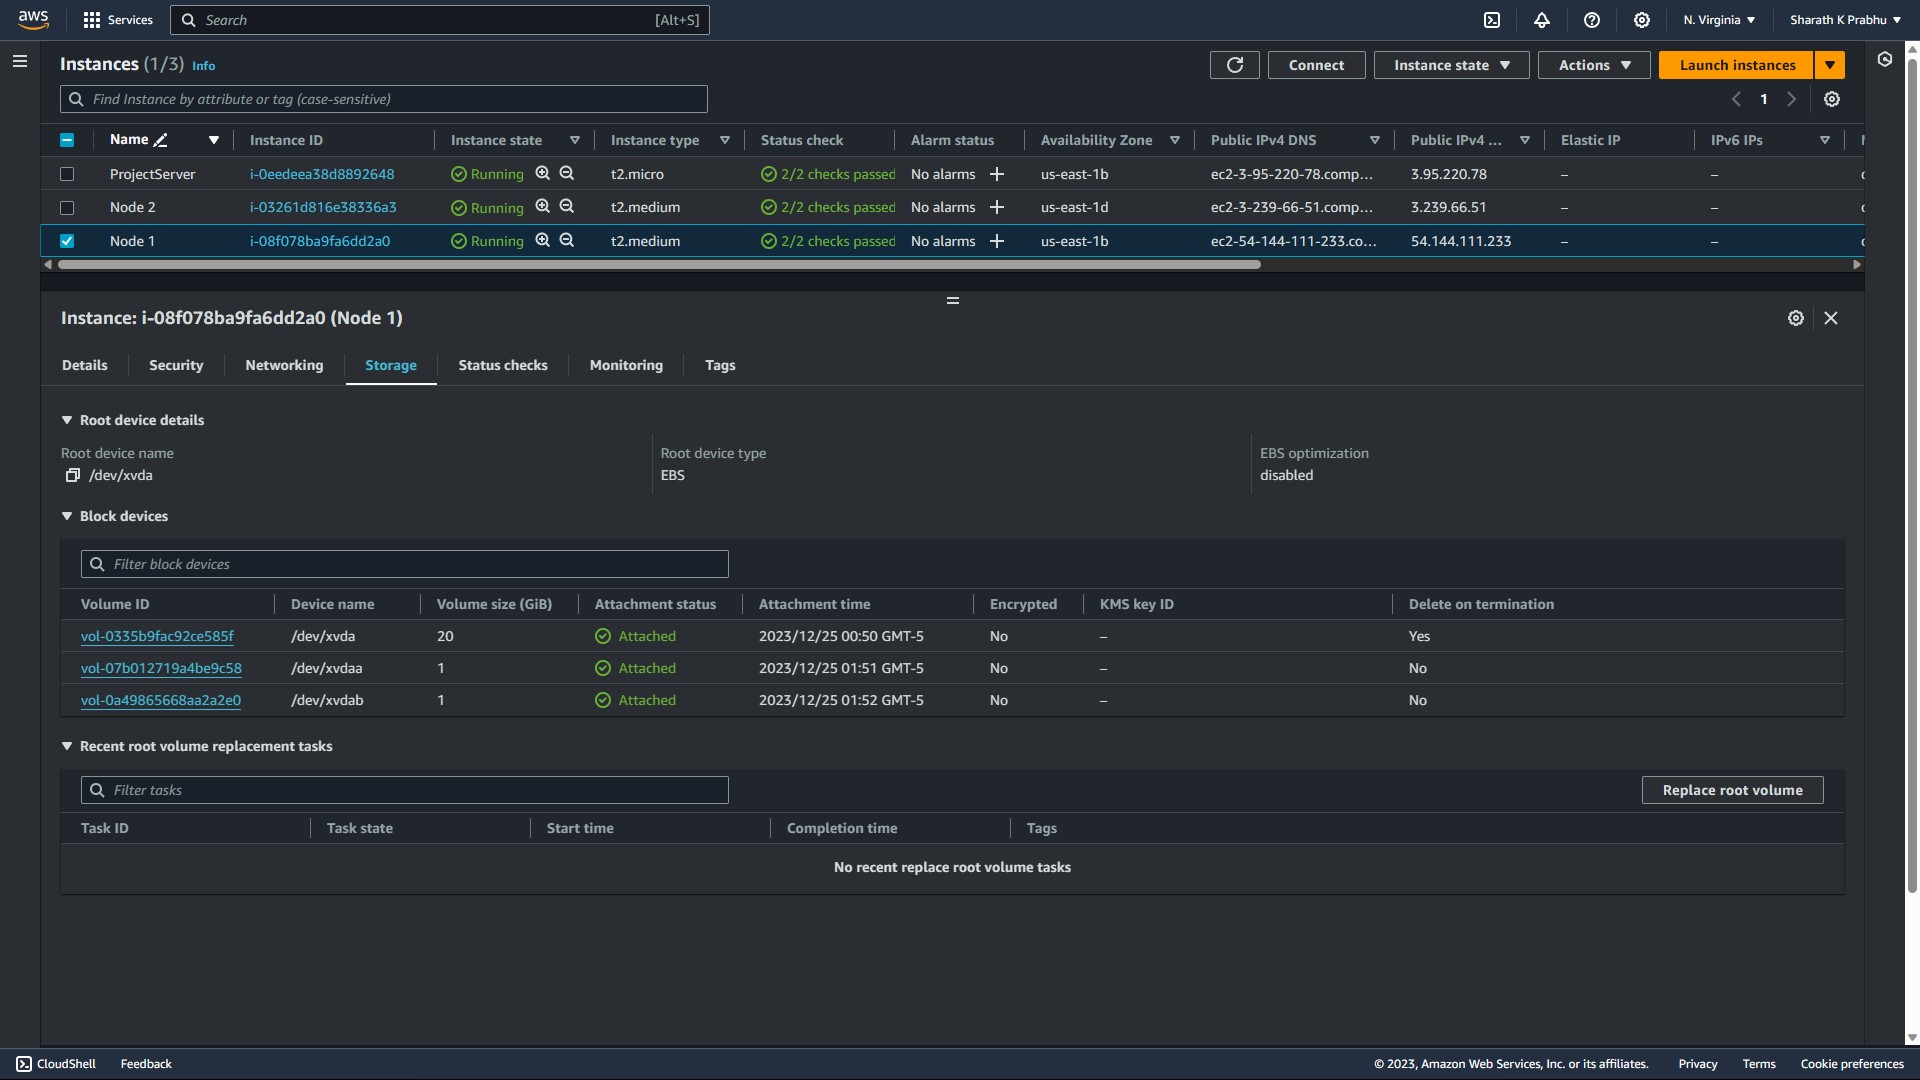 aws Services Search [Alt+S] N. Virginia Sharath K Prabhu
Instances (1/3) Info Connect Instance state Actions Launch instances
Find Instance by attribute or tag (case-sensitive) 1
Name Instance ID Instance state Instance type Status check Alarm status Availability Zone Public IPv4 DNS Public IPv4 ... Elastic IP IPv6 IPs
ProjectServer i-0eedeea38d8892648 Running t2.micro 2/2 checks passed No alarms us-east-1b ec2-3-95-220-78.comp... 3.95.220.78 – –
Node 2 i-03261d816e38336a3 Running t2.medium 2/2 checks passed No alarms us-east-1d ec2-3-239-66-51.comp... 3.239.66.51 – –
Node 1 i-08f078ba9fa6dd2a0 Running t2.medium 2/2 checks passed No alarms us-east-1b ec2-54-144-111-233.co... 54.144.111.233 – –
Instance: i-08f078ba9fa6dd2a0 (Node 1)
Details Security Networking Storage Status checks Monitoring Tags
Root device details
Root device name Root device type EBS optimization
/dev/xvda EBS disabled
Block devices
Filter block devices
Volume ID Device name Volume size (GiB) Attachment status Attachment time Encrypted KMS key ID Delete on termination
vol-0335b9fac92ce585f /dev/xvda 20 Attached 2023/12/25 00:50 GMT-5 No – Yes
vol-07b012719a4be9c58 /dev/xvdaa 1 Attached 2023/12/25 01:51 GMT-5 No – No
vol-0a49865668aa2a2e0 /dev/xvdab 1 Attached 2023/12/25 01:52 GMT-5 No – No
Recent root volume replacement tasks
Filter tasks Replace root volume
Task ID Task state Start time Completion time Tags
No recent replace root volume tasks
CloudShell Feedback © 2023, Amazon Web Services, Inc. or its affiliates. Privacy Terms Cookie preferences